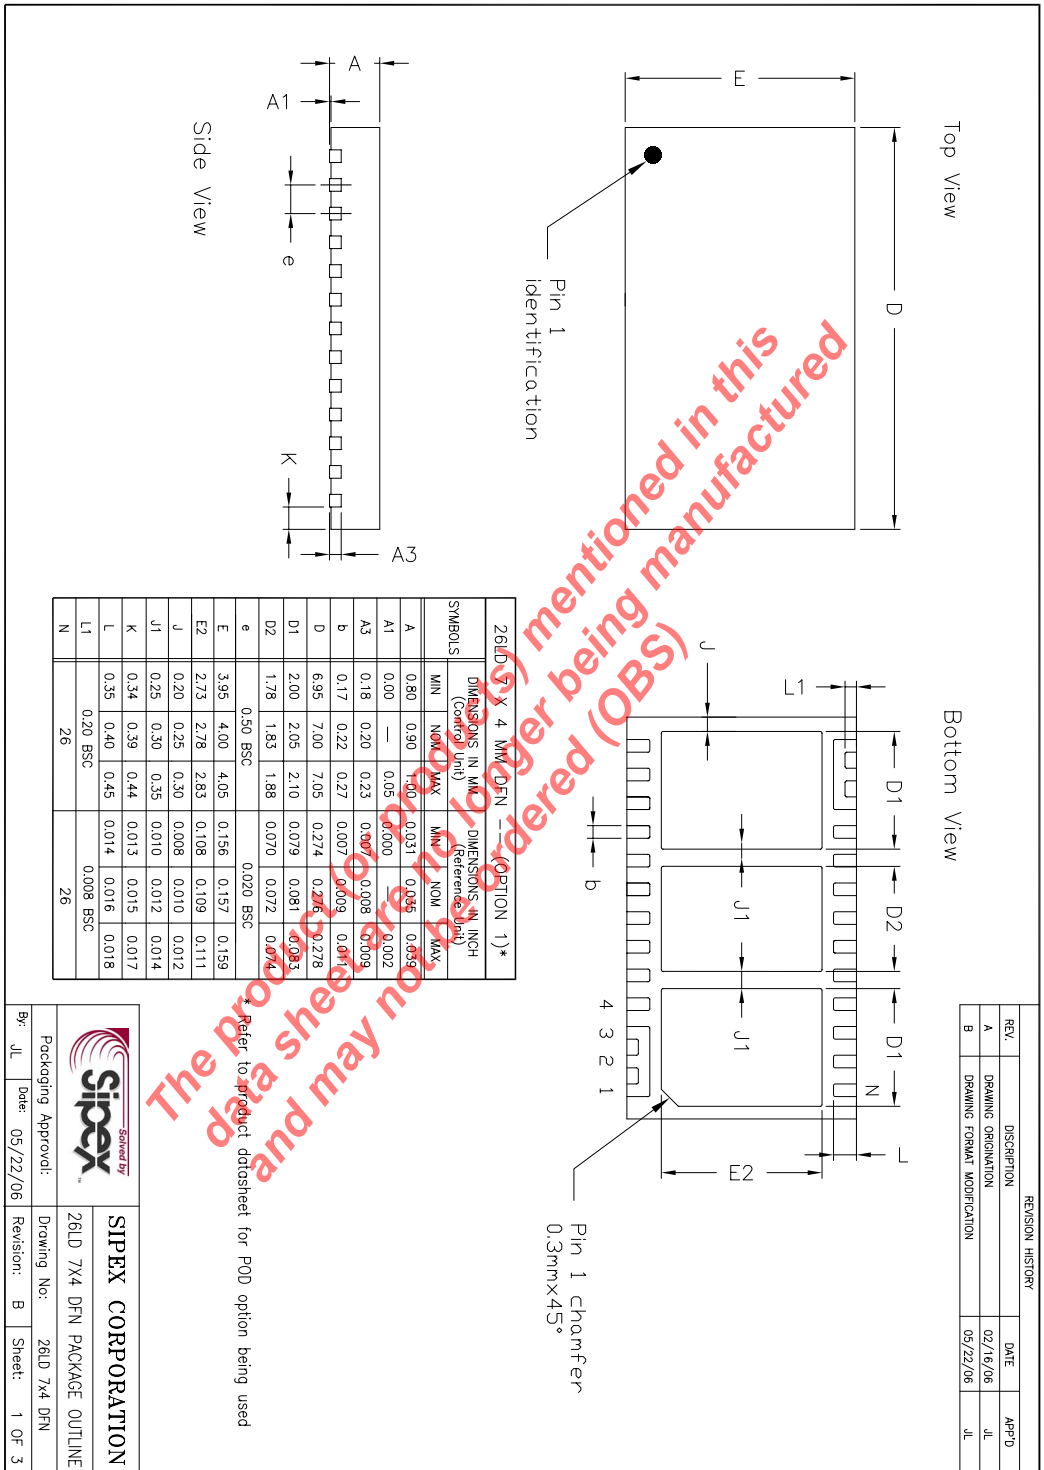 REVISION HISTORY
REV. DISCRIPTION DATE APP'D
A DRAWING ORIGINATION 02/16/06 JL
B DRAWING FORMAT MODIFICATION 05/22/06 JL
Top View
E
D
Pin 1
identification
Side View
A
A1
e
K
A3
Bottom View
D1
D2
D1
J
L1
J1
J1
b
N
L
E2
4 3 2 1
Pin 1 chamfer
0.3mmx45°
26LD 7 X 4 MM DFN -- (OPTION 1)*
SYMBOLS DIMENSIONS IN MM (Control Unit) DIMENSIONS IN INCH (Reference Unit)
MIN NOM MAX MIN NOM MAX
A 0.80 0.90 1.00 0.031 0.035 0.039
A1 0.00 — 0.05 0.000 — 0.002
A3 0.18 0.20 0.23 0.007 0.008 0.009
b 0.17 0.22 0.27 0.007 0.009 0.011
D 6.95 7.00 7.05 0.274 0.276 0.278
D1 2.00 2.05 2.10 0.079 0.081 0.083
D2 1.78 1.83 1.88 0.070 0.072 0.074
e 0.50 BSC 0.020 BSC
E 3.95 4.00 4.05 0.156 0.157 0.159
E2 2.73 2.78 2.83 0.108 0.109 0.111
J 0.20 0.25 0.30 0.008 0.010 0.012
J1 0.25 0.30 0.35 0.010 0.012 0.014
K 0.34 0.39 0.44 0.013 0.015 0.017
L 0.35 0.40 0.45 0.014 0.016 0.018
L1 0.20 BSC 0.008 BSC
N 26 26
* Refer to product datasheet for POD option being used
The product (or products) mentioned in this
data sheet are no longer being manufactured
and may not be ordered (OBS)
Solved by
Sipex™
SIPEX CORPORATION
26LD 7X4 DFN PACKAGE OUTLINE
Packaging Approval:
Drawing No: 26LD 7x4 DFN
By: JL Date: 05/22/06 Revision: B Sheet: 1 OF 3